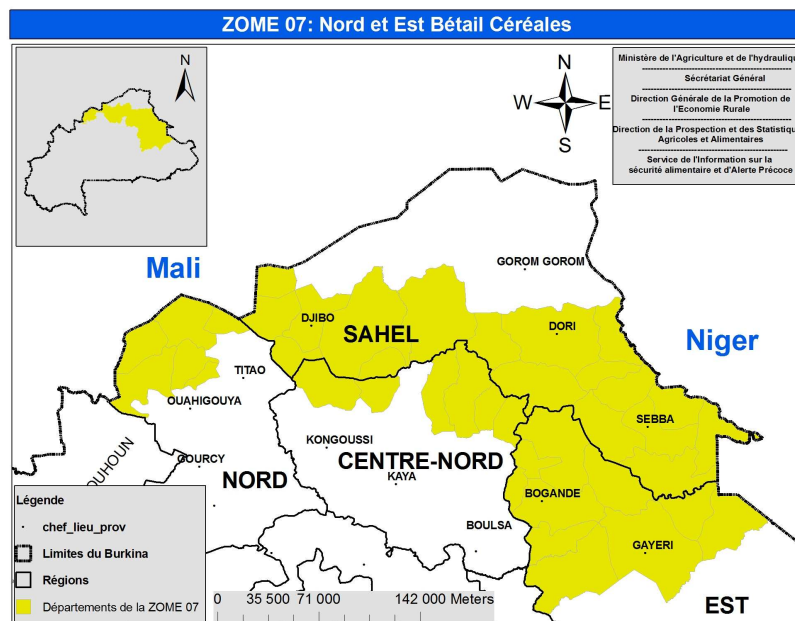 ZOME 07: Nord et Est Bétail Céréales
N
N
W
E
S
Ministère de l'Agriculture et de l'hydrauliqu
Sécrétariat Général
Direction Générale de la Promotion de
l'Economie Rurale
Direction de la Prospection et des Statistiqu
Agricoles et Alimentaires
Service de l'Information sur la
sécurité alimentaire et d'Alerte Précoce
Mali
GOROM GOROM
DJIBO
SAHEL
DORI
Niger
TITAO
OUAHIGOUYA
SEBBA
KONGOUSSI
CENTRE-NORD
OUHOUN
GOURCY
NORD
KAYA
BOGANDE
BOULSA
GAYERI
EST
Légende
chef_lieu_prov
Limites du Burkina
Régions
Départements de la ZOME 07
0 35 500 71 000 142 000 Meters